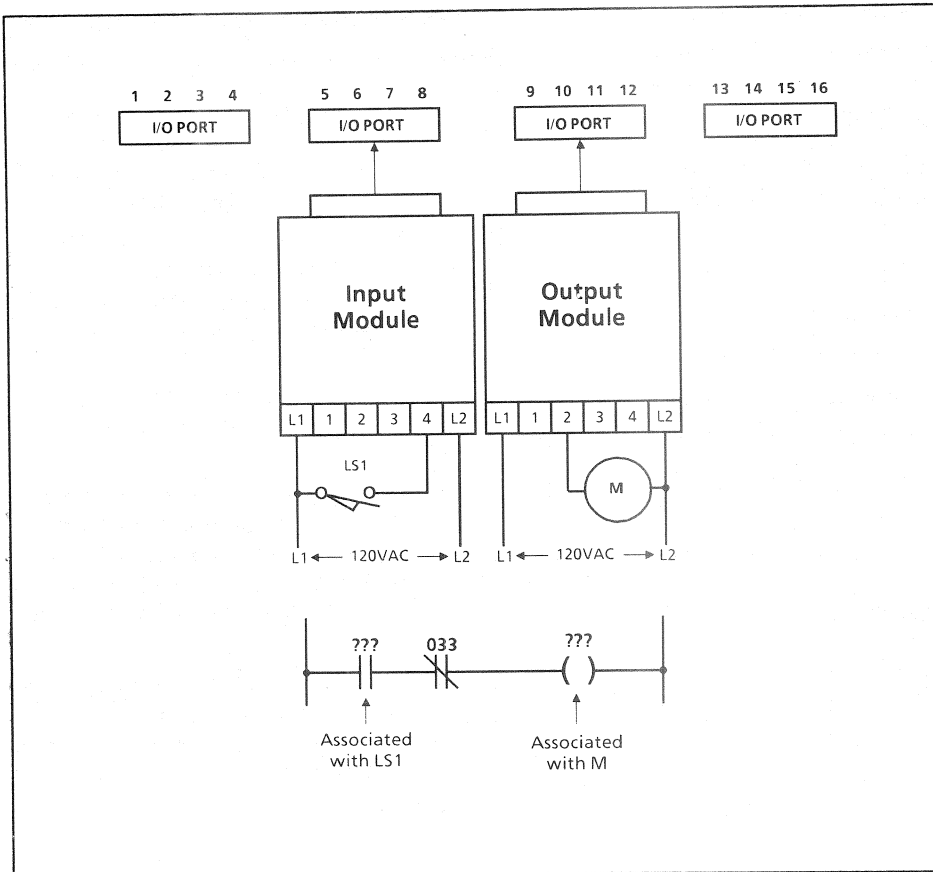 1 2 3 4
5 6 7 8
9 10 11 12
13 14 15 16
I/O PORT
I/O PORT
I/O PORT
I/O PORT
Input
Module
Output
Module
L1 1 2 3 4 L2
L1 1 2 3 4 L2
LS1
M
L1 120VAC L2
L1 120VAC L2
???
033
???
Associated
with LS1
Associated
with M